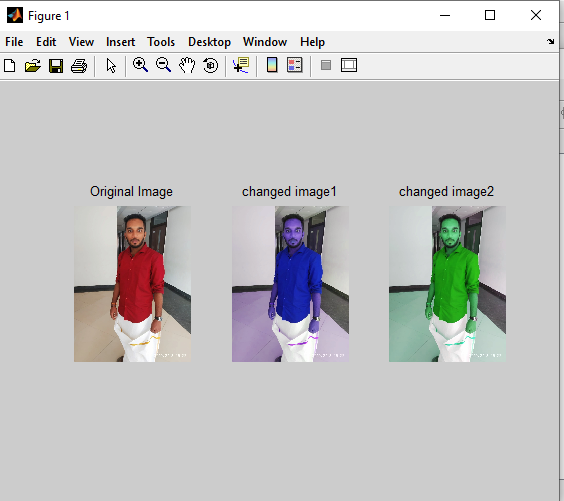 Figure 1
File Edit View Insert Tools Desktop Window Help
Original Image changed image1 changed image2